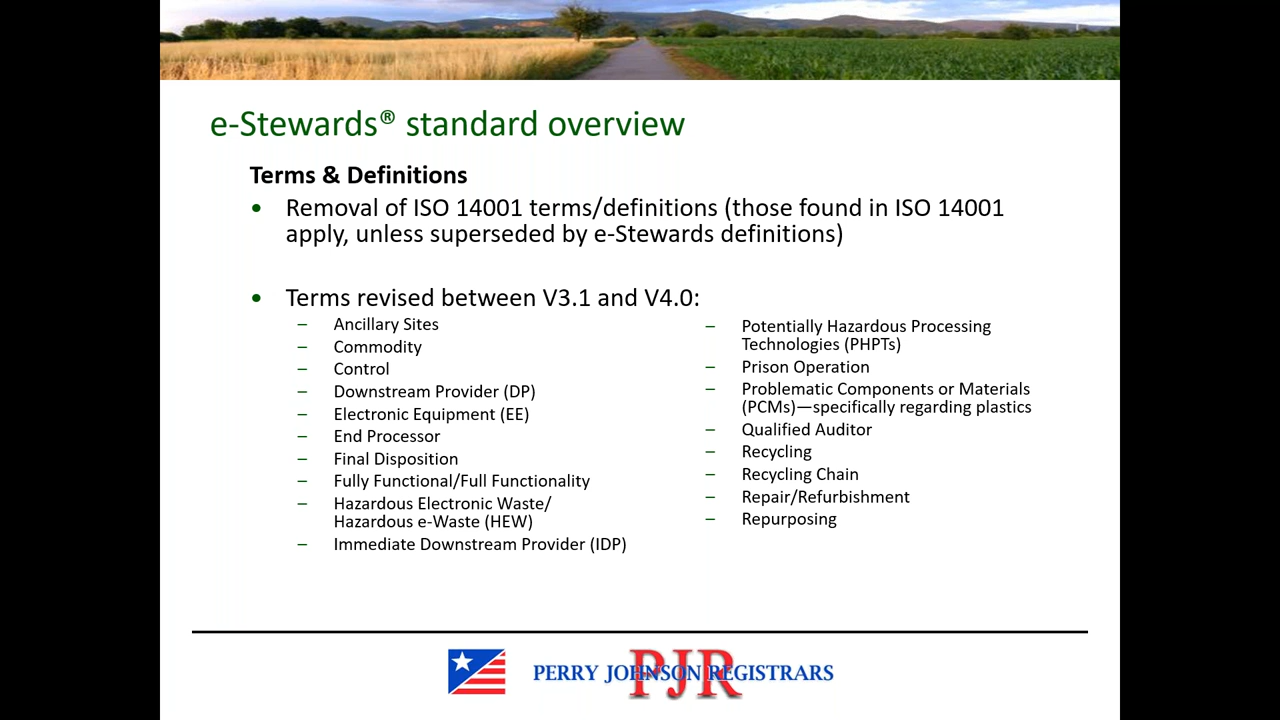 e-Stewards® standard overview
Terms & Definitions
• Removal of ISO 14001 terms/definitions (those found in ISO 14001
apply, unless superseded by e-Stewards definitions)
• Terms revised between V3.1 and V4.0:
– Ancillary Sites
– Commodity
– Control
– Downstream Provider (DP)
– Electronic Equipment (EE)
– End Processor
– Final Disposition
– Fully Functional/Full Functionality
– Hazardous Electronic Waste/
Hazardous e-Waste (HEW)
– Immediate Downstream Provider (IDP)
– Potentially Hazardous Processing
Technologies (PHPTs)
– Prison Operation
– Problematic Components or Materials
(PCMs)—specifically regarding plastics
– Qualified Auditor
– Recycling
– Recycling Chain
– Repair/Refurbishment
– Repurposing
PJR
PERRY JOHNSON REGISTRARS